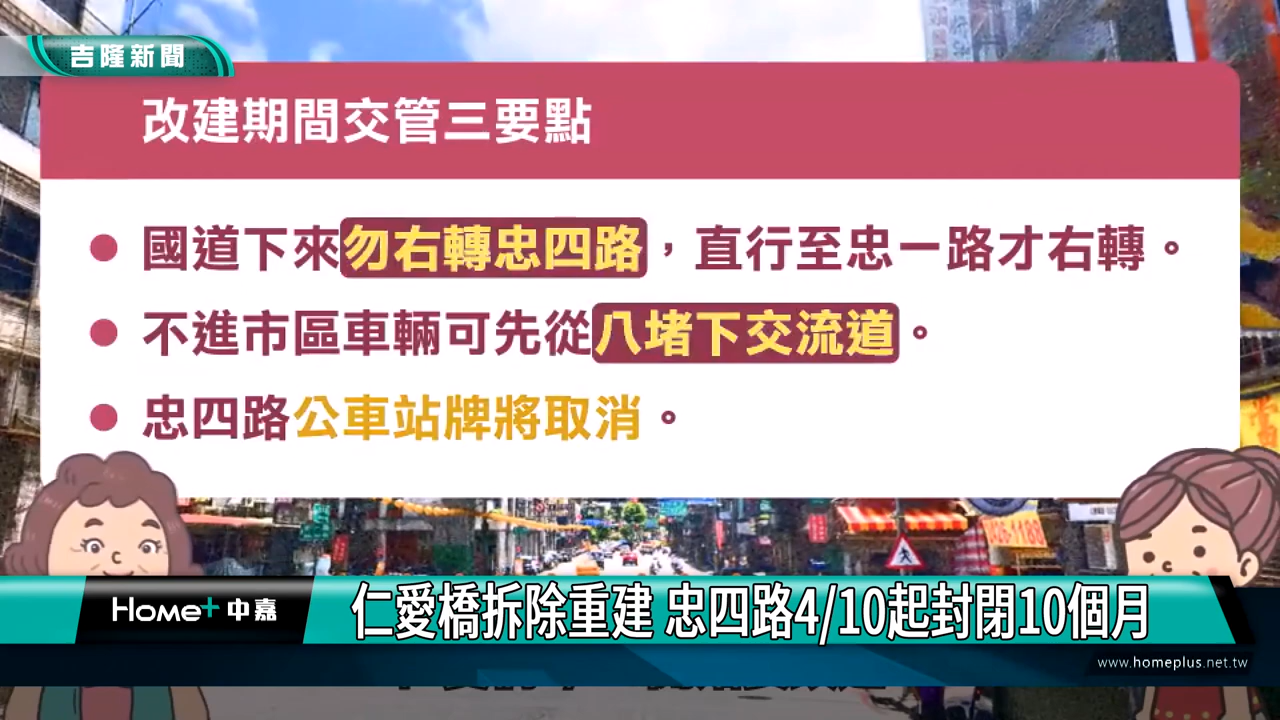 吉隆新聞
改建期間交管三要點
國道下來勿右轉忠四路，直行至忠一路才右轉。
不進市區車輛可先從八堵下交流道。
忠四路公車站牌將取消。
Home+ 中嘉
仁愛橋拆除重建 忠四路4/10起封閉10個月
www.homeplus.net.tw